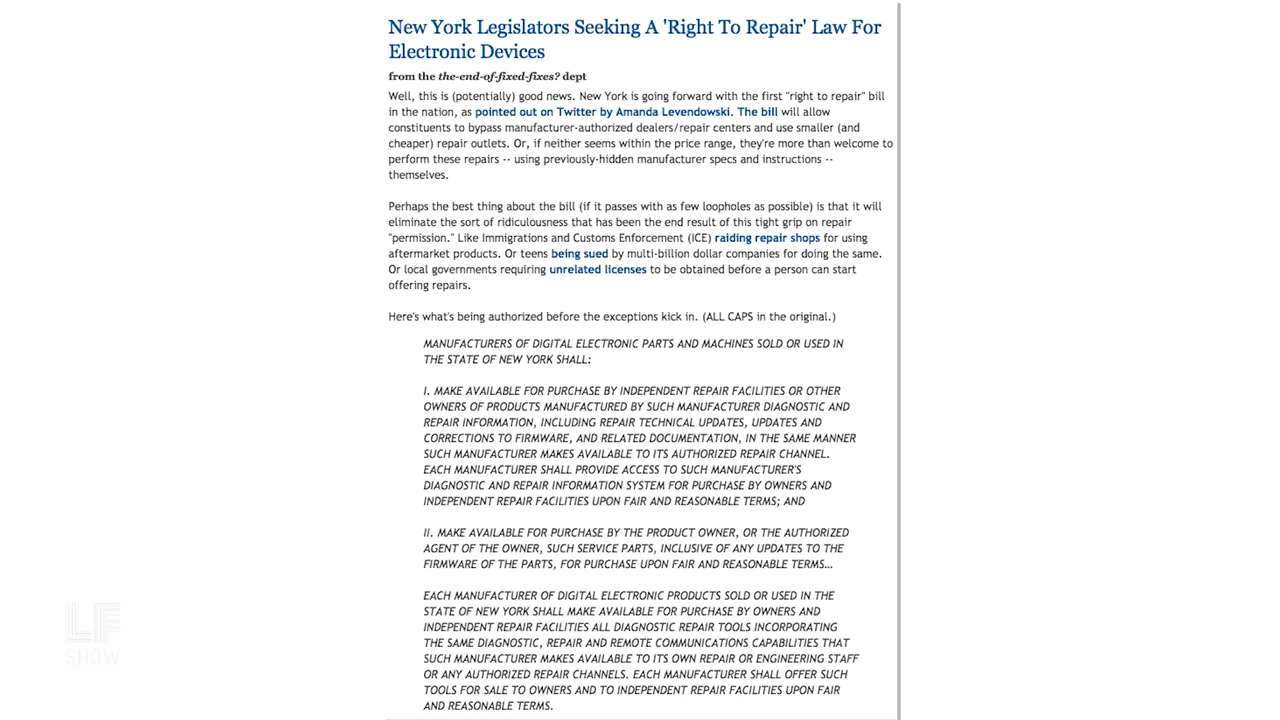 New York Legislators Seeking A 'Right To Repair' Law For
Electronic Devices
from the the-end-of-fixed-fixes? dept
Well, this is (potentially) good news. New York is going forward with the first "right to repair" bill
in the nation, as pointed out on Twitter by Amanda Levendowski. The bill will allow
constituents to bypass manufacturer-authorized dealers/repair centers and use smaller (and
cheaper) repair outlets. Or, if neither seems within the price range, they're more than welcome to
perform these repairs -- using previously-hidden manufacturer specs and instructions --
themselves.
Perhaps the best thing about the bill (if it passes with as few loopholes as possible) is that it will
eliminate the sort of ridiculousness that has been the end result of this tight grip on repair
"permission." Like Immigrations and Customs Enforcement (ICE) raiding repair shops for using
aftermarket products. Or teens being sued by multi-billion dollar companies for doing the same.
Or local governments requiring unrelated licenses to be obtained before a person can start
offering repairs.
Here's what's being authorized before the exceptions kick in. (ALL CAPS in the original.)
MANUFACTURERS OF DIGITAL ELECTRONIC PARTS AND MACHINES SOLD OR USED IN
THE STATE OF NEW YORK SHALL:
I. MAKE AVAILABLE FOR PURCHASE BY INDEPENDENT REPAIR FACILITIES OR OTHER
OWNERS OF PRODUCTS MANUFACTURED BY SUCH MANUFACTURER DIAGNOSTIC AND
REPAIR INFORMATION, INCLUDING REPAIR TECHNICAL UPDATES, UPDATES AND
CORRECTIONS TO FIRMWARE, AND RELATED DOCUMENTATION, IN THE SAME MANNER
SUCH MANUFACTURER MAKES AVAILABLE TO ITS AUTHORIZED REPAIR CHANNEL.
EACH MANUFACTURER SHALL PROVIDE ACCESS TO SUCH MANUFACTURER'S
DIAGNOSTIC AND REPAIR INFORMATION SYSTEM FOR PURCHASE BY OWNERS AND
INDEPENDENT REPAIR FACILITIES UPON FAIR AND REASONABLE TERMS; AND
II. MAKE AVAILABLE FOR PURCHASE BY THE PRODUCT OWNER, OR THE AUTHORIZED
AGENT OF THE OWNER, SUCH SERVICE PARTS, INCLUSIVE OF ANY UPDATES TO THE
FIRMWARE OF THE PARTS, FOR PURCHASE UPON FAIR AND REASONABLE TERMS...
EACH MANUFACTURER OF DIGITAL ELECTRONIC PRODUCTS SOLD OR USED IN THE
STATE OF NEW YORK SHALL MAKE AVAILABLE FOR PURCHASE BY OWNERS AND
INDEPENDENT REPAIR FACILITIES ALL DIAGNOSTIC REPAIR TOOLS INCORPORATING
THE SAME DIAGNOSTIC, REPAIR AND REMOTE COMMUNICATIONS CAPABILITIES THAT
SUCH MANUFACTURER MAKES AVAILABLE TO ITS OWN REPAIR OR ENGINEERING STAFF
OR ANY AUTHORIZED REPAIR CHANNELS. EACH MANUFACTURER SHALL OFFER SUCH
TOOLS FOR SALE TO OWNERS AND TO INDEPENDENT REPAIR FACILITIES UPON FAIR
AND REASONABLE TERMS.
LF
SHOW